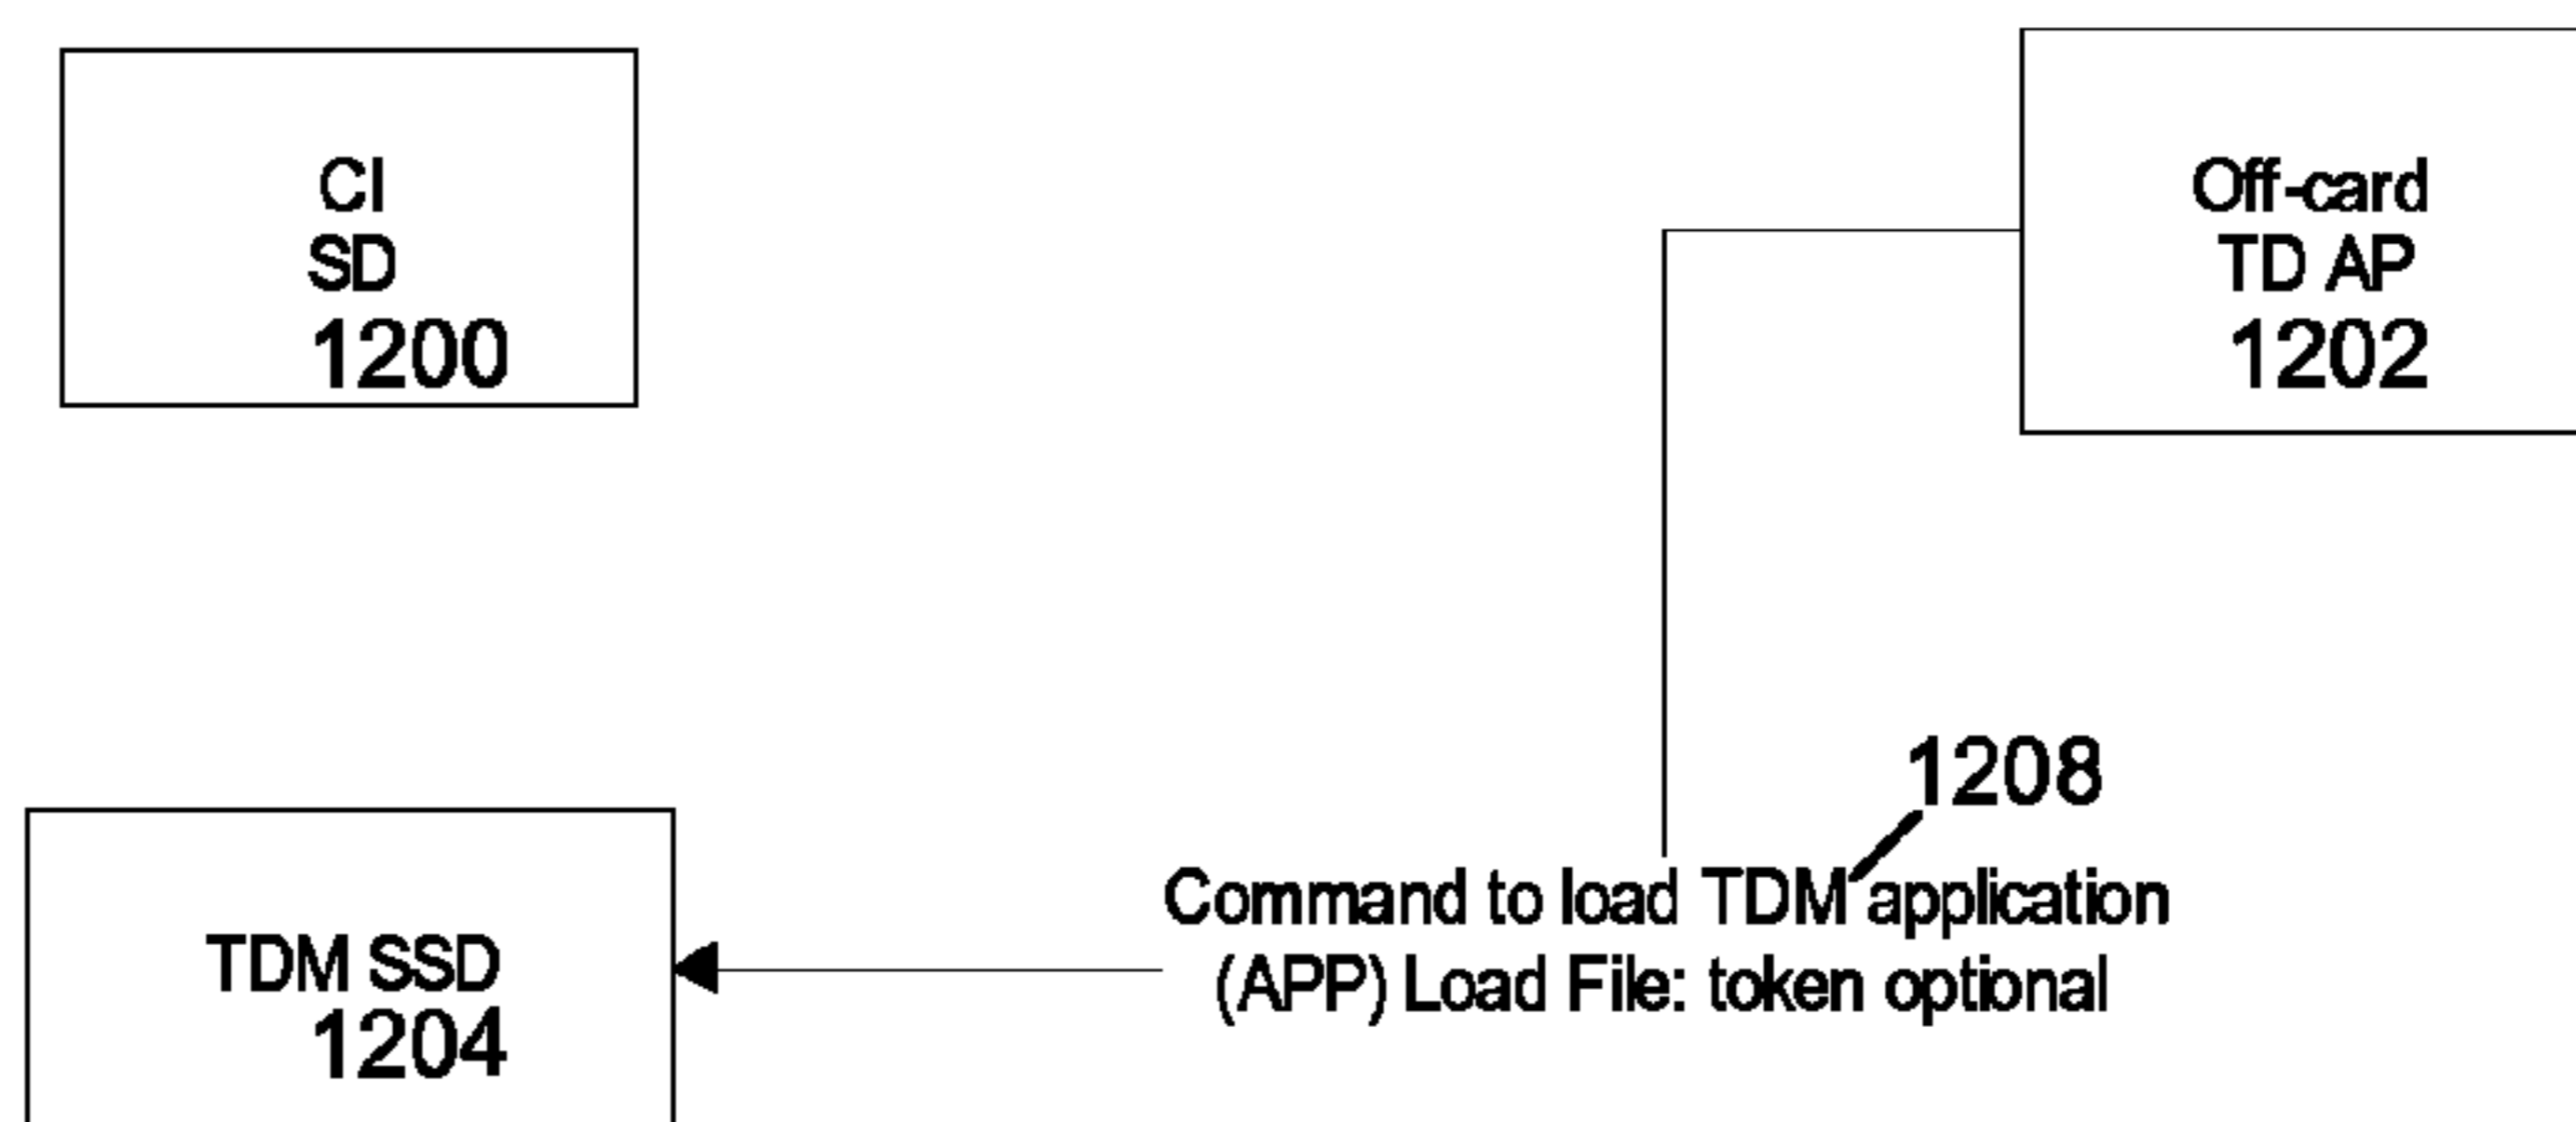 CI
SD
1200
Off-card
TD AP
1202
1208
Command to load TDM application
(APP) Load File: token optional
TDM SSD
1204